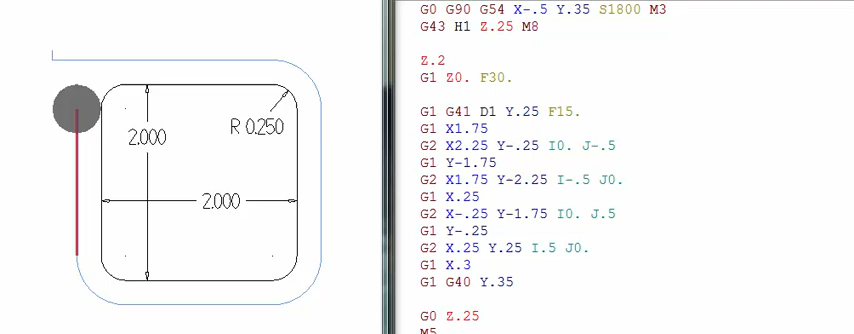 2.000
R 0.250
2.000
G0 G90 G54 X-.5 Y.35 S1800 M3
G43 H1 Z.25 M8
Z.2
G1 Z0. F30.
G1 G41 D1 Y.25 F15.
G1 X1.75
G2 X2.25 Y-.25 I0. J-.5
G1 Y-1.75
G2 X1.75 Y-2.25 I-.5 J0.
G1 X.25
G2 X-.25 Y-1.75 I0. J.5
G1 Y-.25
G2 X.25 Y.25 I.5 J0.
G1 X.3
G1 G40 Y.35
G0 Z.25
M5